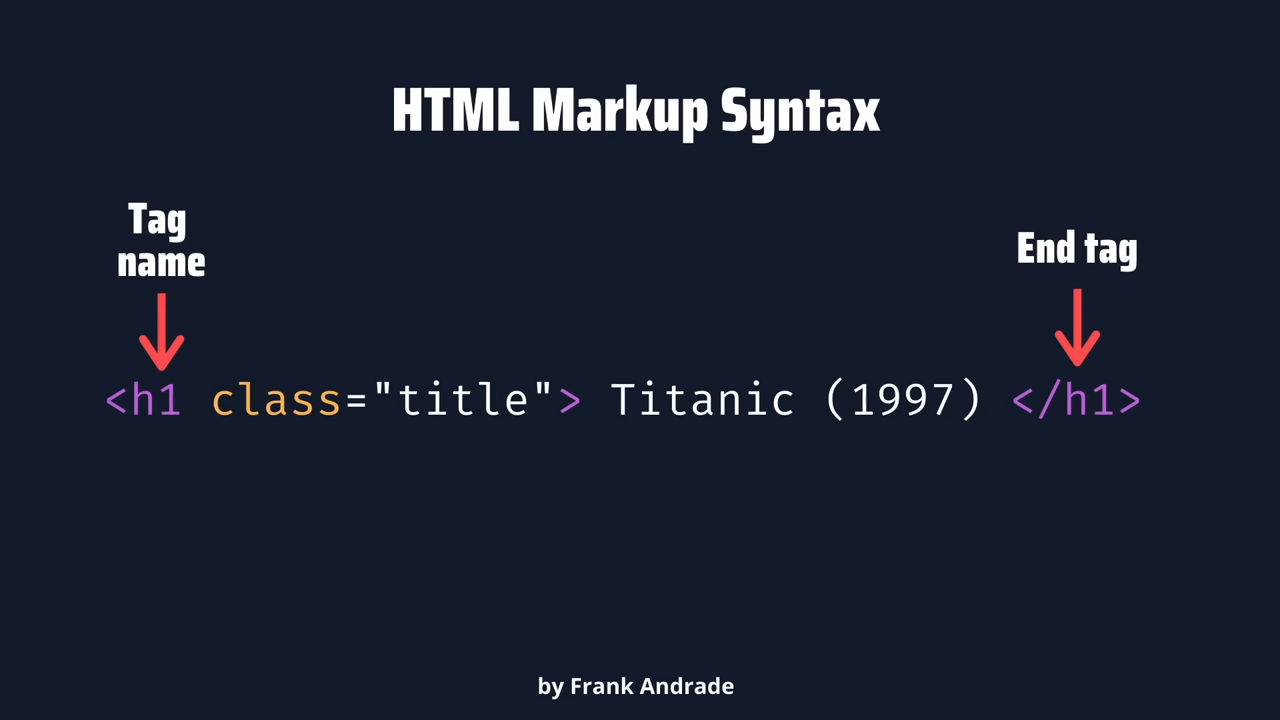 HTML Markup Syntax
Tag
name
End tag
<h1 class="title"> Titanic (1997) </h1>
by Frank Andrade